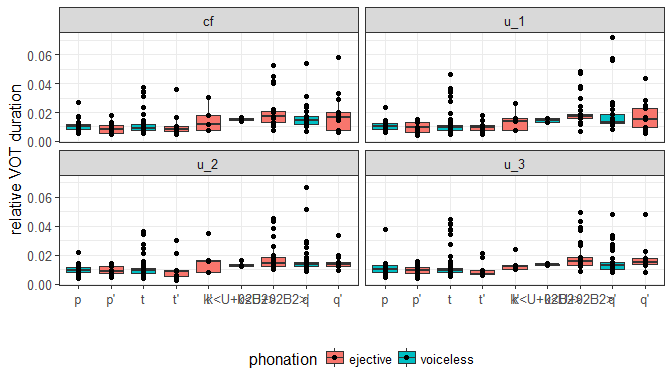 cf
u_1
0.06
0.04
0.02
0.00
u_2
u_3
0.06
0.04
0.02
0.00
relative VOT duration
p p' t t' q'
p p' t t' q'
phonation ejective voiceless